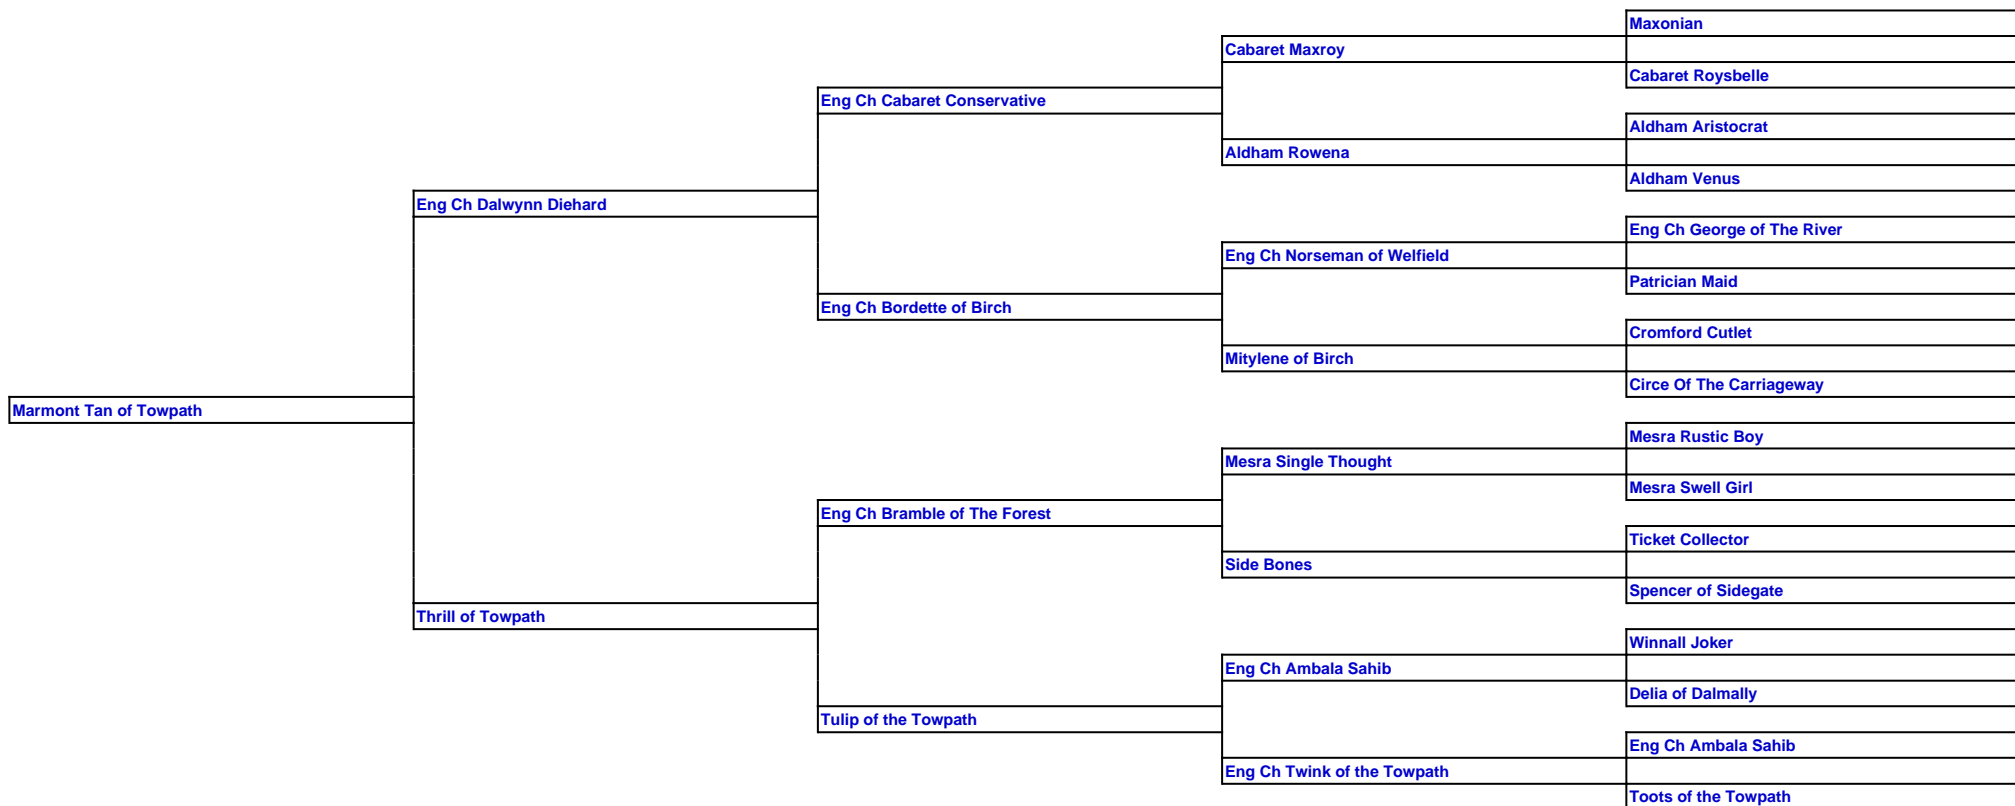 Maxonian
Cabaret Maxroy
Cabaret Roysbelle
Eng Ch Cabaret Conservative
Aldham Aristocrat
Aldham Rowena
Aldham Venus
Eng Ch Dalwynn Diehard
Eng Ch George of The River
Eng Ch Norseman of Welfield
Patrician Maid
Eng Ch Bordette of Birch
Cromford Cutlet
Mitylene of Birch
Circe Of The Carriageway
Marmont Tan of Towpath
Mesra Rustic Boy
Mesra Single Thought
Mesra Swell Girl
Eng Ch Bramble of The Forest
Ticket Collector
Side Bones
Spencer of Sidegate
Thrill of Towpath
Winnall Joker
Eng Ch Ambala Sahib
Delia of Dalmally
Tulip of the Towpath
Eng Ch Ambala Sahib
Eng Ch Twink of the Towpath
Toots of the Towpath